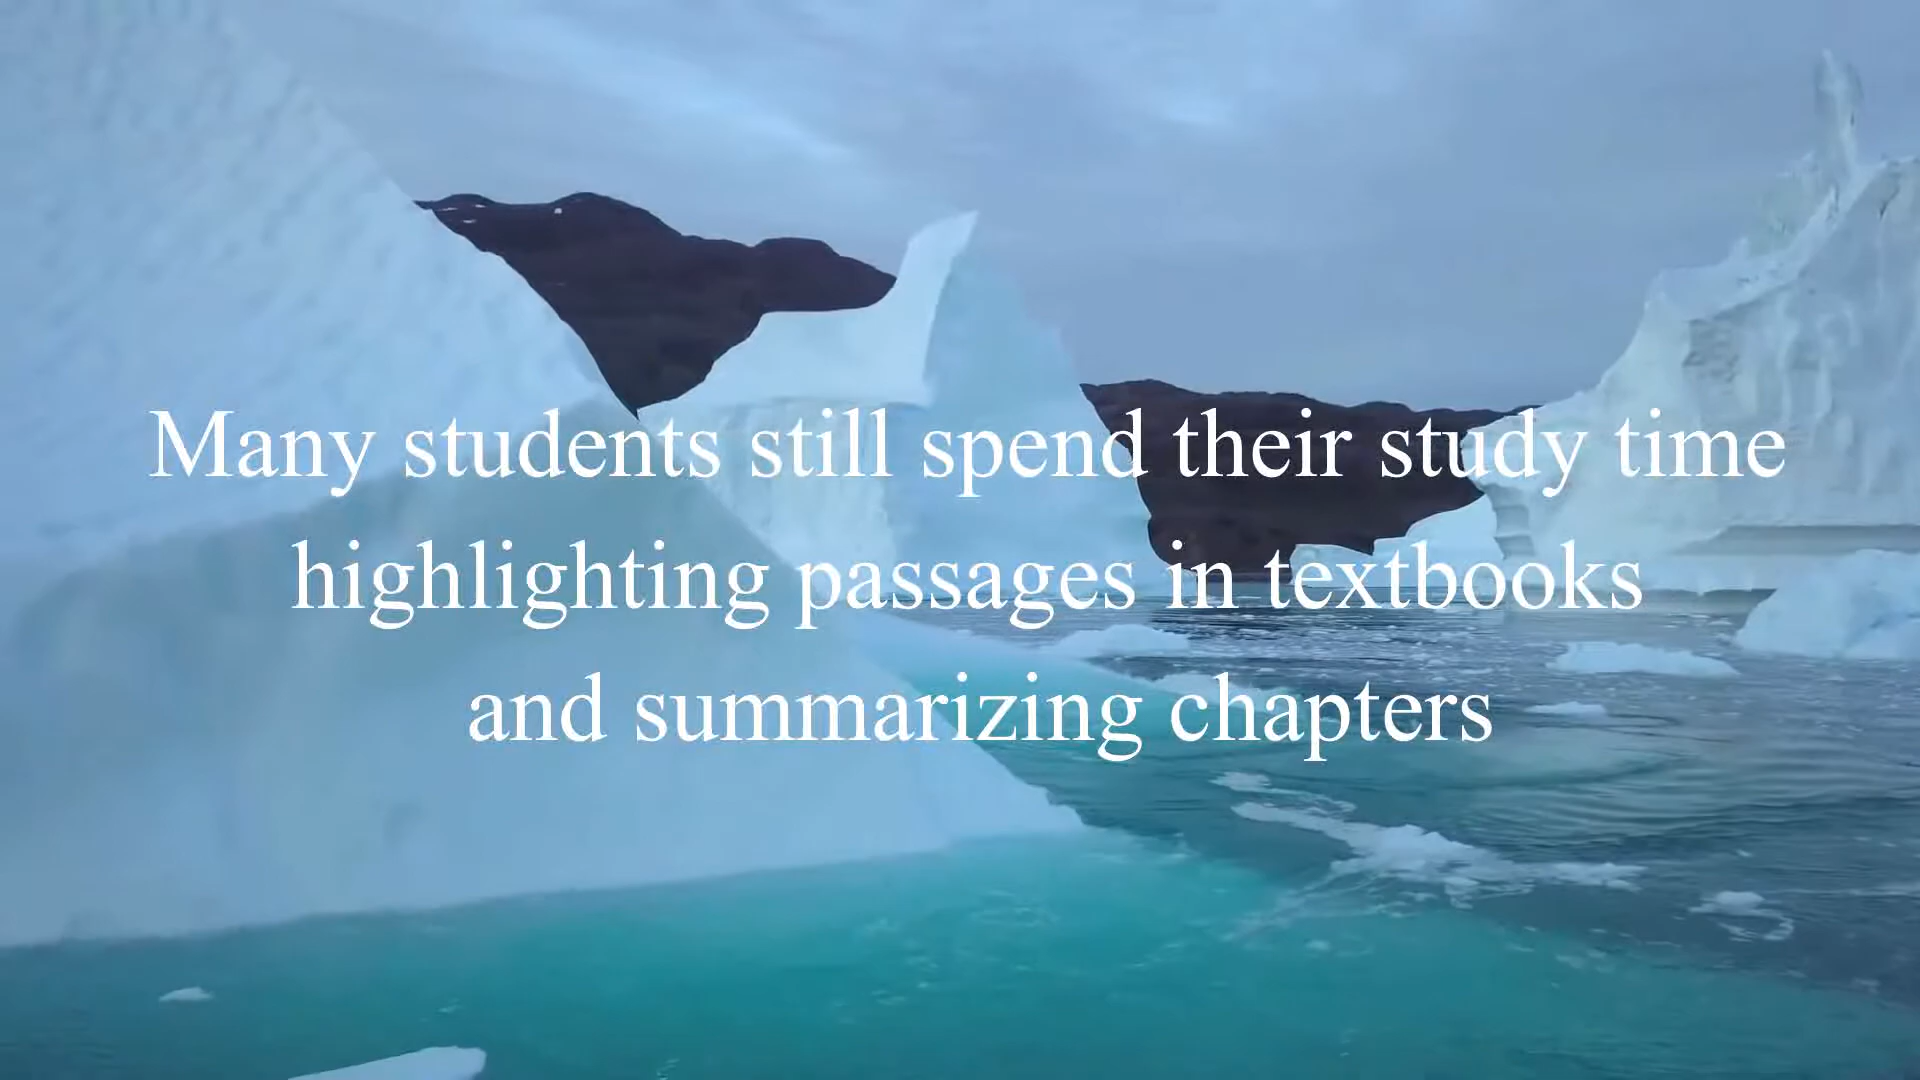 Many students still spend their study time
highlighting passages in textbooks
and summarizing chapters